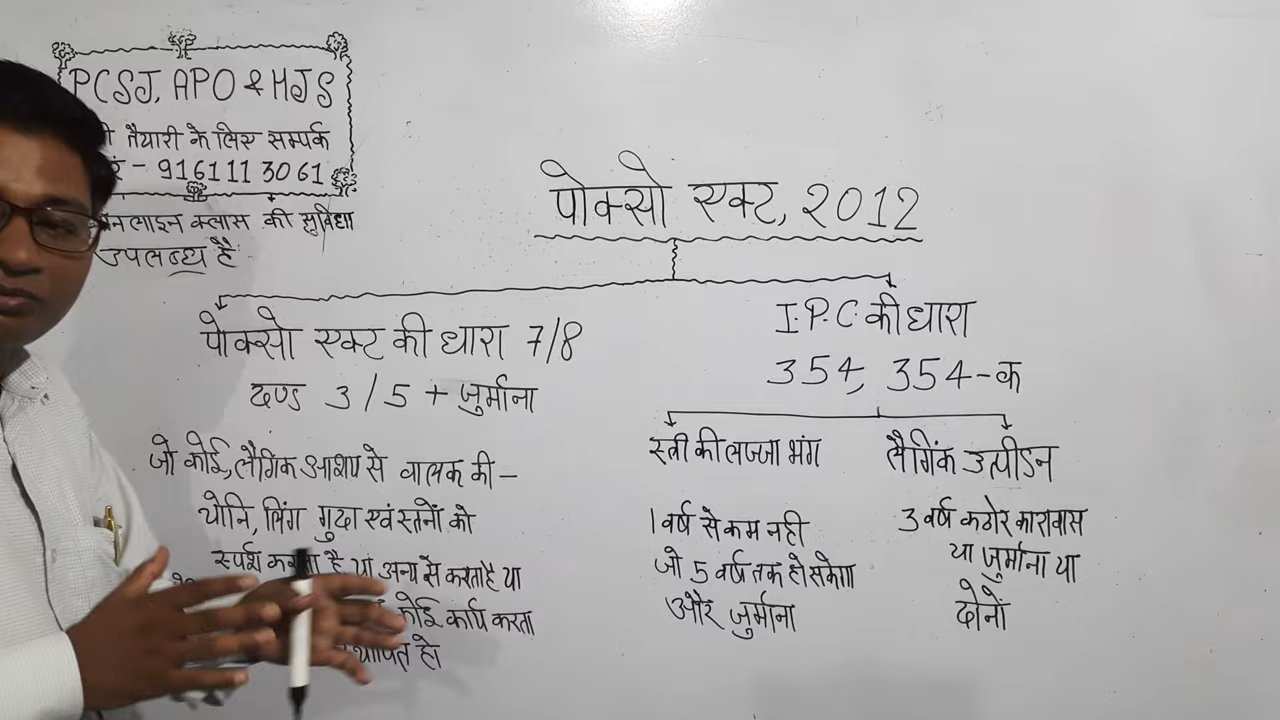 PCSJ, APO & HJS
तैयारी के लिए सम्पर्क
- 9161113061
क्लास की सुविधा
उपलब्ध है
पोक्सो एक्ट, 2012
पोक्सो एक्ट की धारा 7/8
दण्ड 3/5 + जुर्माना
जो कोई, लैंगिक आशय से बालक की -
योनि, लिंग गुदा एवं स्तनों को
स्पर्श करता है या अन्य से करता है या
कोई कार्य करता
हो
I.P.C. की धारा
354, 354-क
स्त्री की लज्जा भंग
1 वर्ष से कम नही
जो 5 वर्ष तक हो सकेगा
और जुर्माना
लैगिंक उत्पीडन
3 वर्ष कठोर कारावास
या जुर्माना या
दोनों